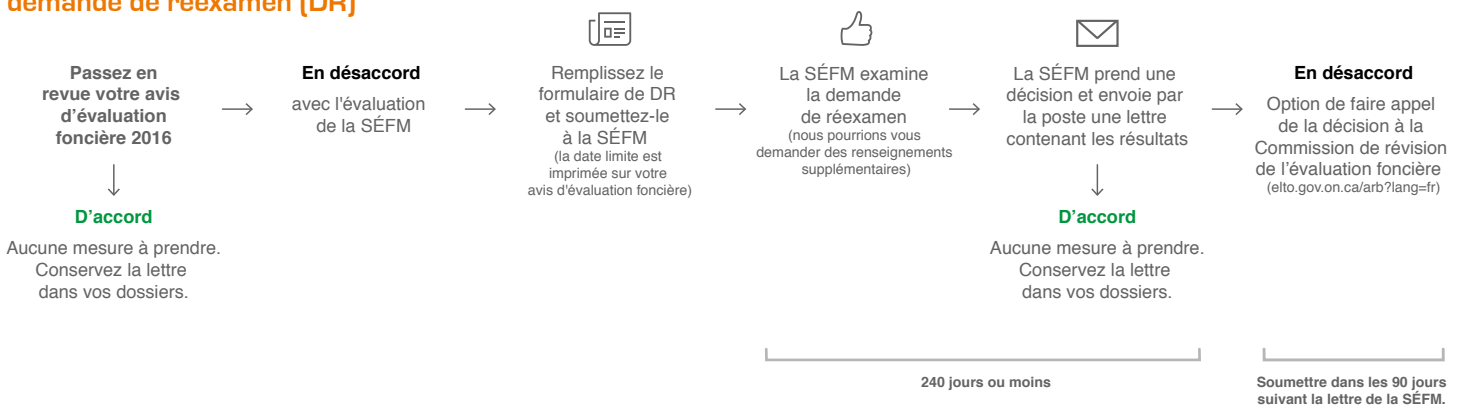 demande de réexamen (DR)
Passez en
revue votre avis
d’évaluation
foncière 2016
D’accord
Aucune mesure à prendre.
Conservez la lettre
dans vos dossiers.
En désaccord
avec l'évaluation
de la SÉFM
Remplissez le
formulaire de DR
et soumettez-le
à la SÉFM
(la date limite est
imprimée sur votre
avis d'évaluation foncière)
La SÉFM examine
la demande
de réexamen
(nous pourrions vous
demander des renseignements
supplémentaires)
La SÉFM prend une
décision et envoie par
la poste une lettre
contenant les résultats
D’accord
Aucune mesure à prendre.
Conservez la lettre
dans vos dossiers.
En désaccord
Option de faire appel
de la décision à la
Commission de révision
de l’évaluation foncière
(elto.gov.on.ca/arb?lang=fr)
240 jours ou moins
Soumettre dans les 90 jours
suivant la lettre de la SÉFM.